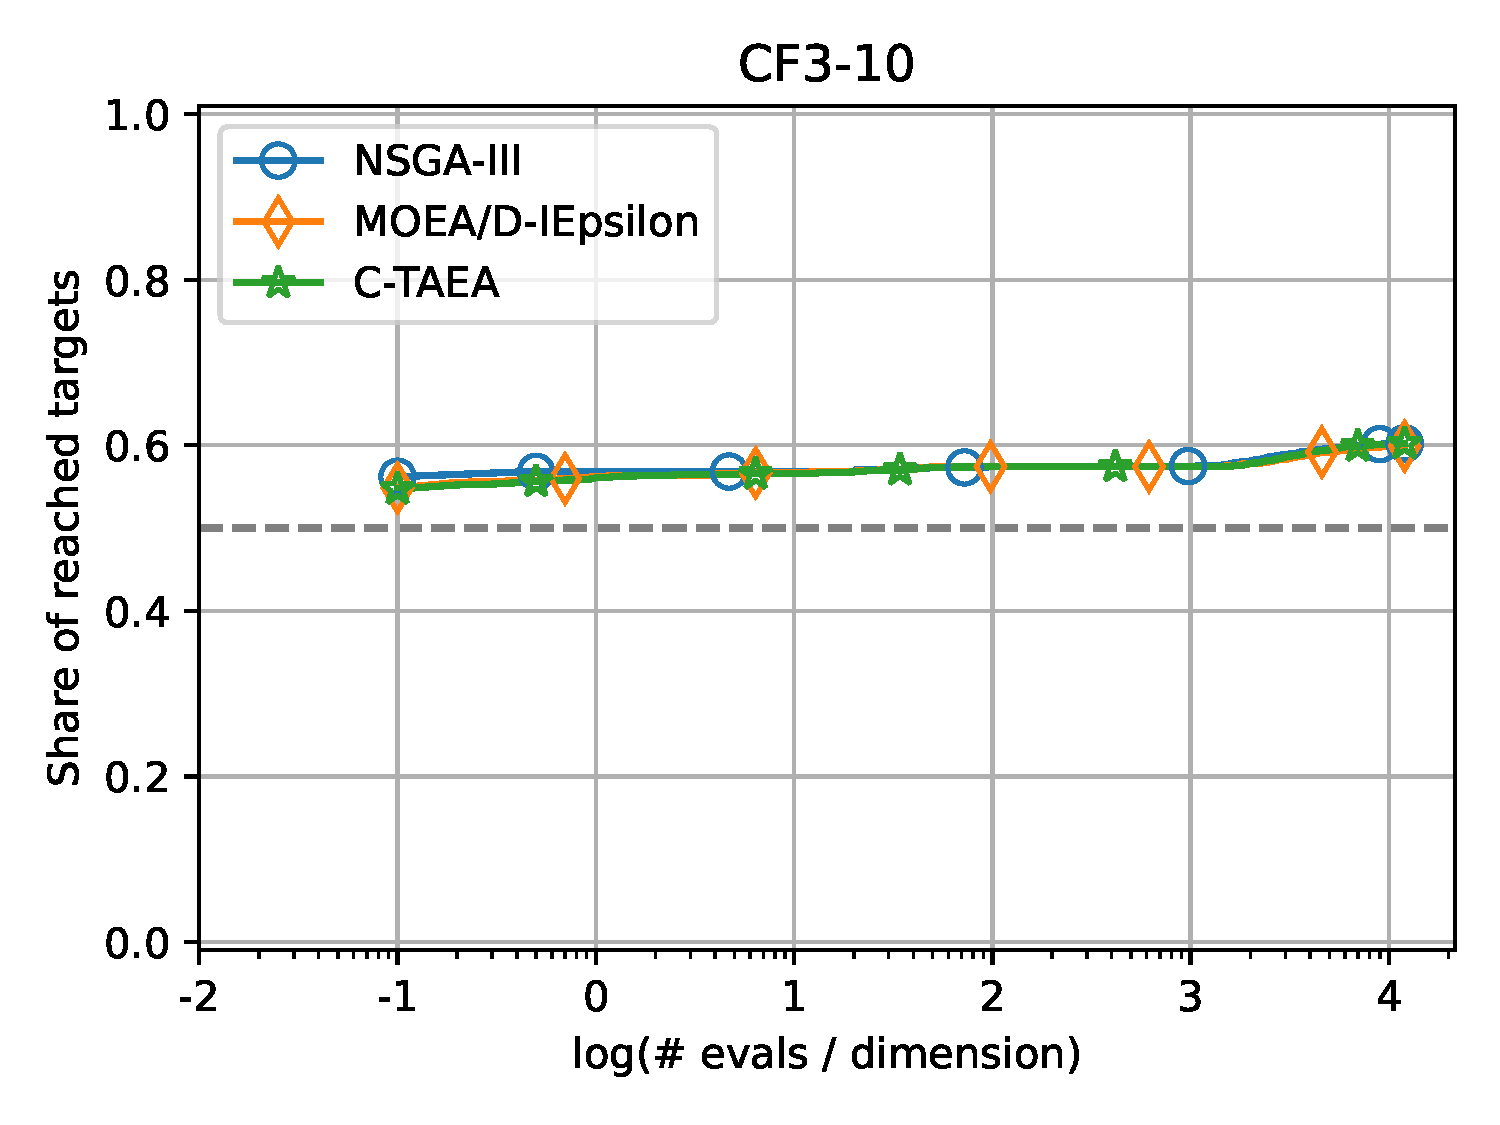 CF3-10
NSGA-III
MOEA/D-IEpsilon
C-TAEA
Share of reached targets
1.0
0.8
0.6
0.4
0.2
0.0
-2 -1 0 1 2 3 4
log(# evals / dimension)